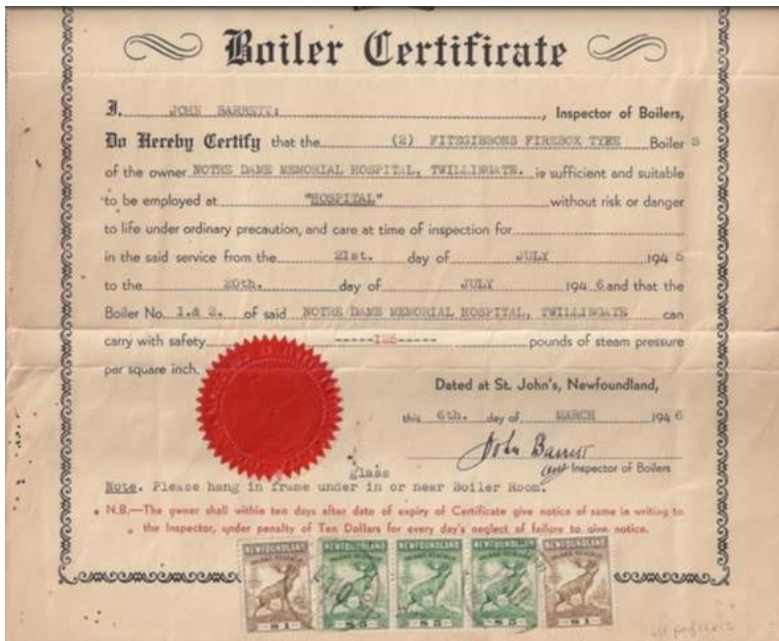 Boiler Certificate
I, JOHN BARRETT: , Inspector of Boilers,
Do Hereby Certify that the (2) FITZGIBBONS FIREBOX TYPE Boiler S
of the owner NOTRE DAME MEMORIAL HOSPITAL, TWILLINGATE. is sufficient and suitable
to be employed at "HOSPITAL" without risk or danger
to life under ordinary precaution, and care at time of inspection for
in the said service from the 21st. day of JULY 1945
to the 20th. day of JULY 1946 and that the
Boiler No. 1.& 2. of said NOTRE DAME MEMORIAL HOSPITAL, TWILLINGATE can
carry with safety -----125----- pounds of steam pressure
per square inch.
Dated at St. John's, Newfoundland,
this 6th. day of MARCH 1946
John Barrett
Inspector of Boilers
glass
Note. Please hang in frame under in or near Boiler Room.
N.B.—The owner shall within ten days after date of expiry of Certificate give notice of same in writing to
the Inspector, under penalty of Ten Dollars for every day's neglect of failure to give notice.
NEWFOUNDLAND NEWFOUNDLAND NEWFOUNDLAND NEWFOUNDLAND NEWFOUNDLAND
INLAND REVENUE
$1 $5 $5 $5 $1